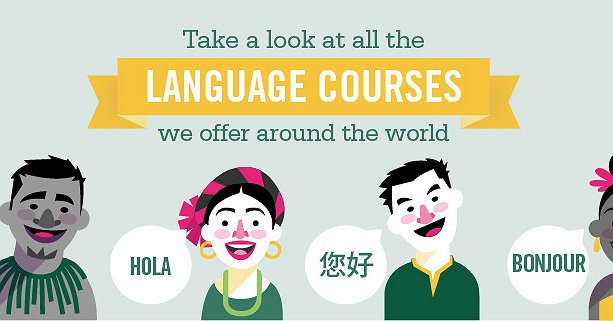 Take a look at all the
LANGUAGE COURSES
we offer around the world
HOLA
您好
BONJOUR